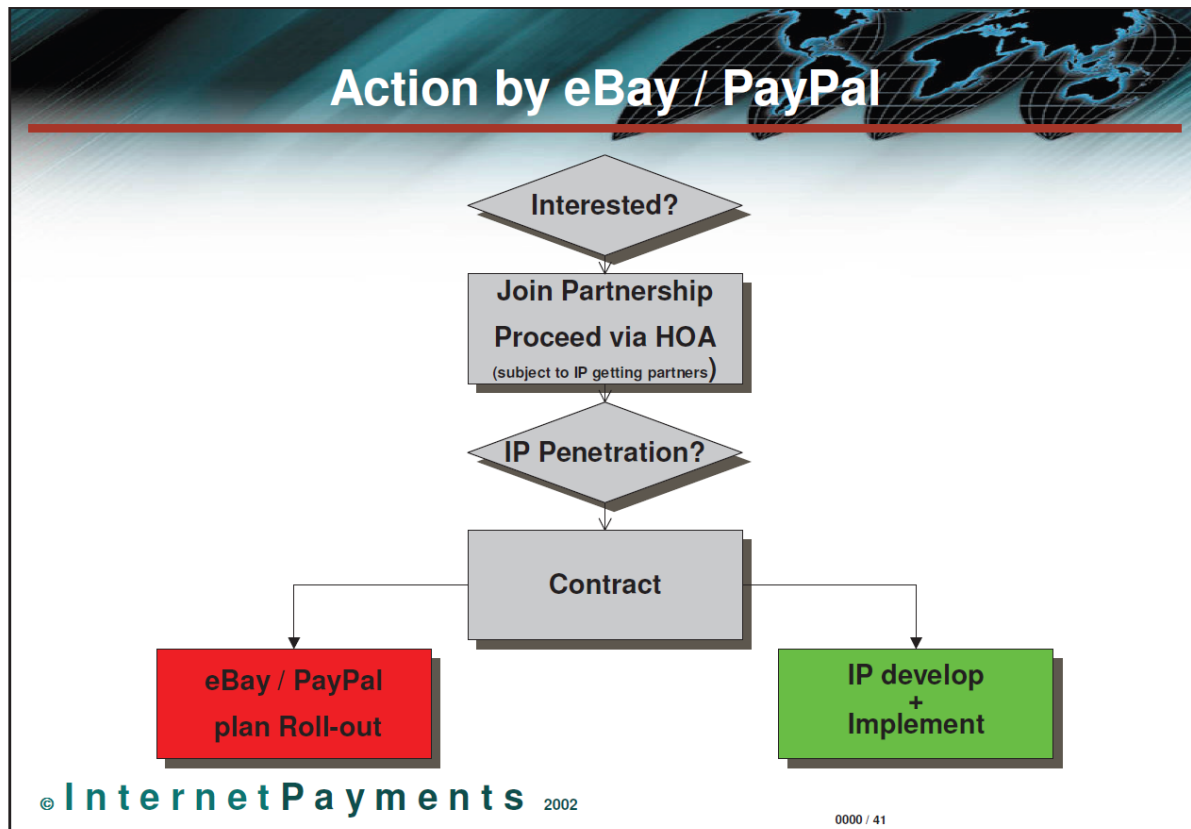 Action by eBay / PayPal
Interested?
Join Partnership
Proceed via HOA
(subject to IP getting partners)
IP Penetration?
Contract
eBay / PayPal
plan Roll-out
IP develop
+
Implement
© InternetPayments 2002
0000 / 41